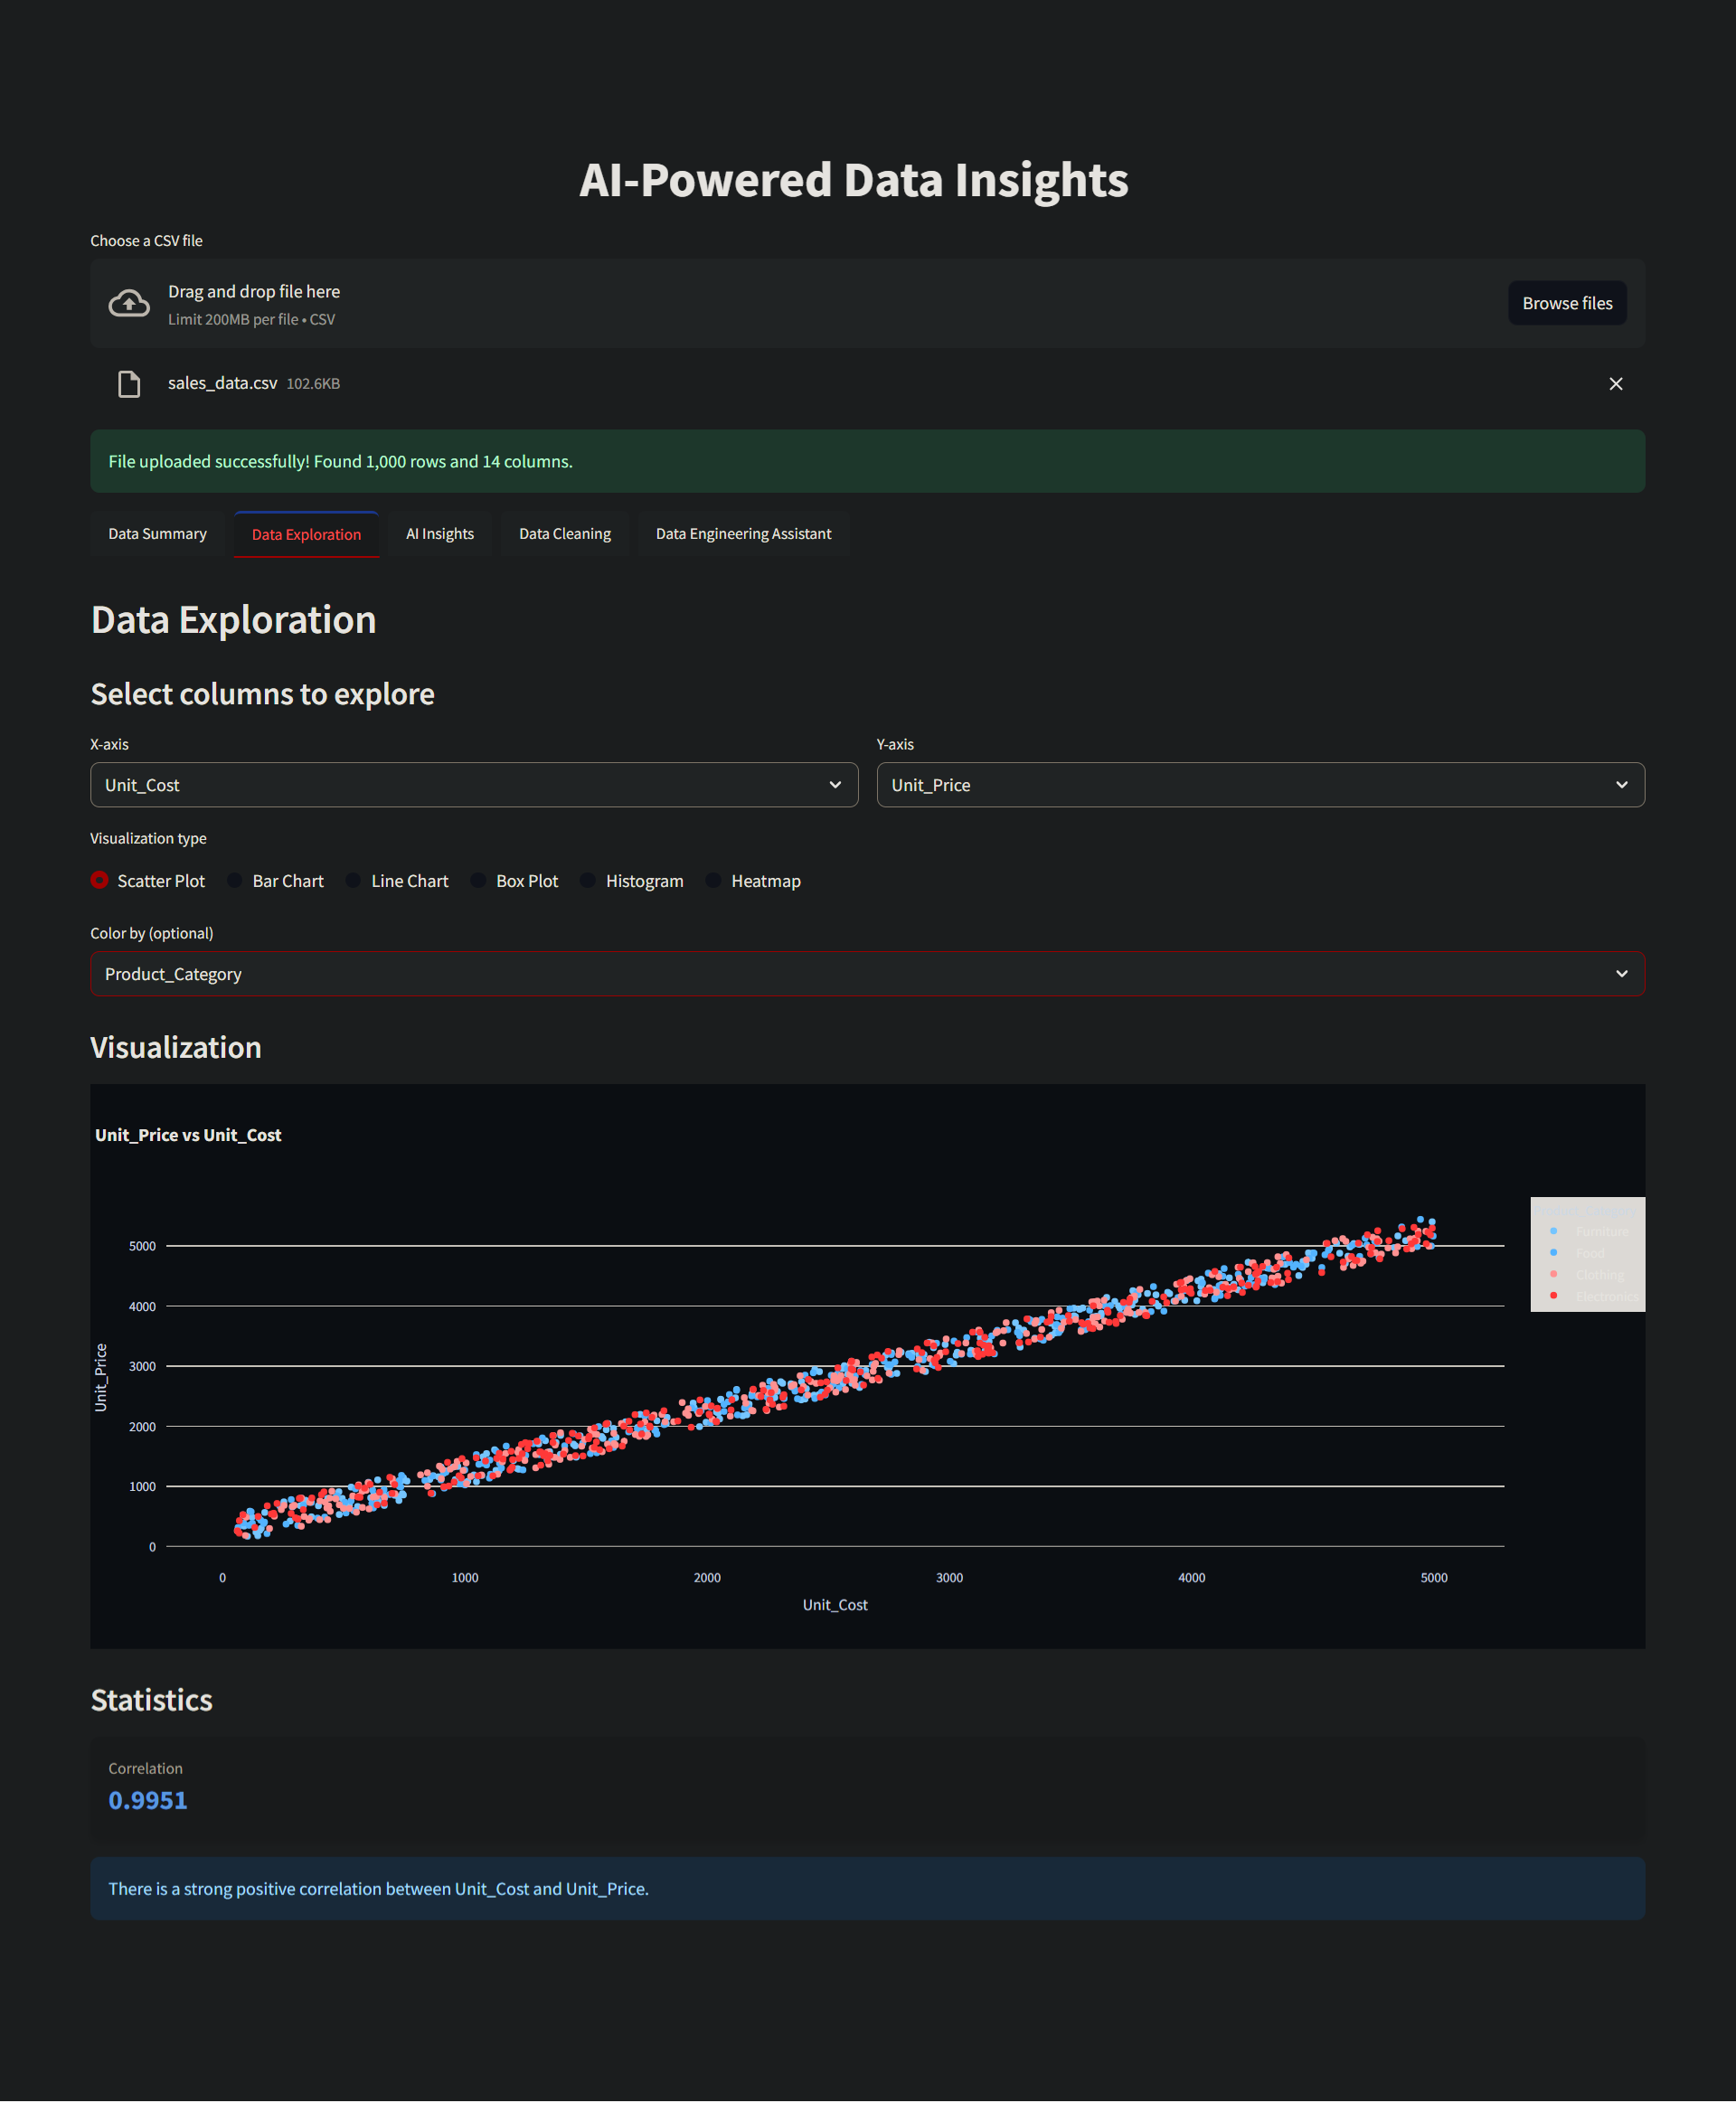 AI-Powered Data Insights
Choose a CSV file
Drag and drop file here
Limit 200MB per file • CSV
Browse files
sales_data.csv 102.6KB
File uploaded successfully! Found 1,000 rows and 14 columns.
Data Summary Data Exploration AI Insights Data Cleaning Data Engineering Assistant
Data Exploration
Select columns to explore
X-axis Y-axis
Unit_Cost Unit_Price
Visualization type
Scatter Plot Bar Chart Line Chart Box Plot Histogram Heatmap
Color by (optional)
Product_Category
Visualization
Unit_Price vs Unit_Cost
Furniture
Food
Clothing
Electronics
5000
4000
3000
2000
1000
0
Unit_Price
0 1000 2000 3000 4000 5000
Unit_Cost
Statistics
Correlation
0.9951
There is a strong positive correlation between Unit_Cost and Unit_Price.